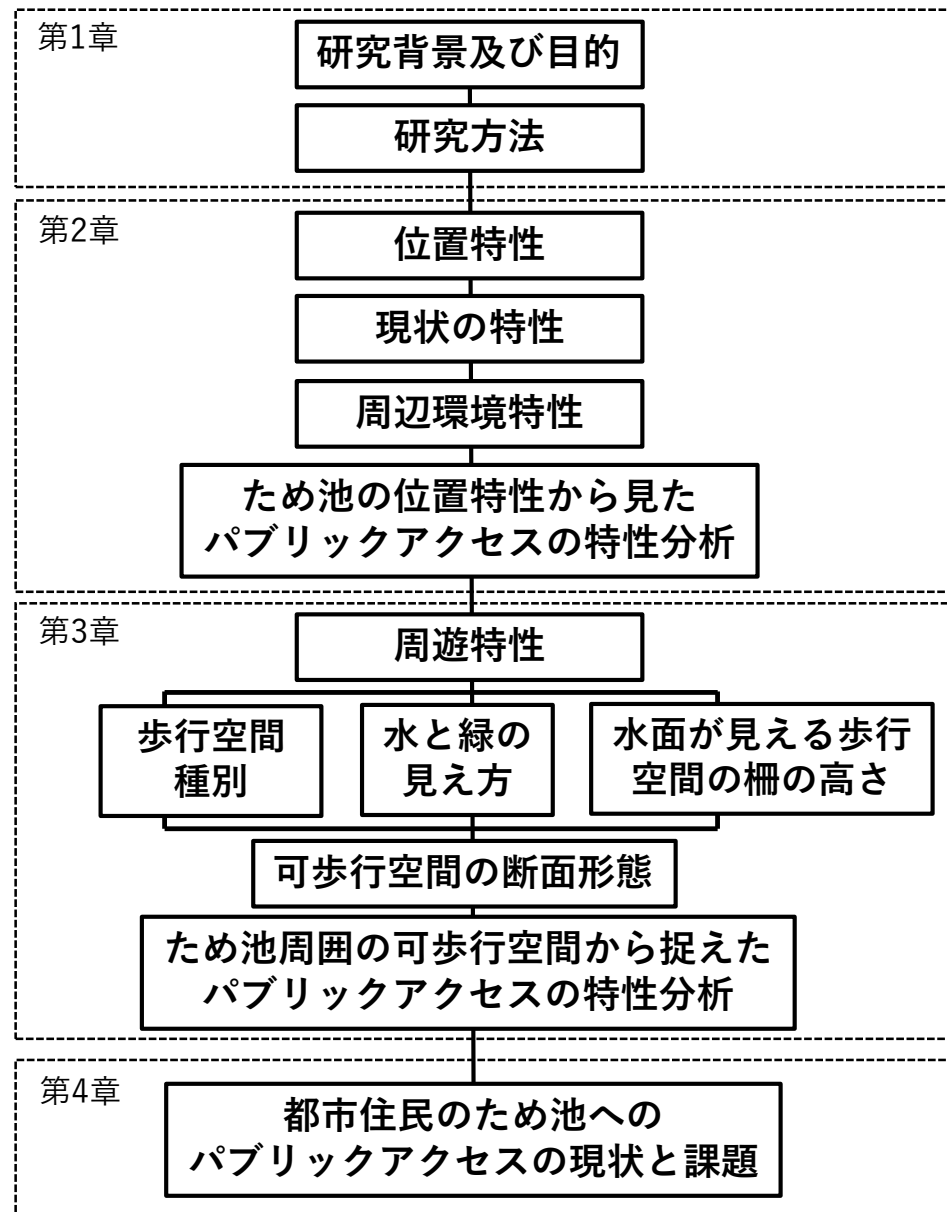 第1章
研究背景及び目的
研究方法
第2章
位置特性
現状の特性
周辺環境特性
ため池の位置特性から見た
パブリックアクセスの特性分析
第3章
周遊特性
歩行空間
種別
水と緑の
見え方
水面が見える歩行
空間の柵の高さ
可歩行空間の断面形態
ため池周囲の可歩行空間から捉えた
パブリックアクセスの特性分析
第4章
都市住民のため池への
パブリックアクセスの現状と課題